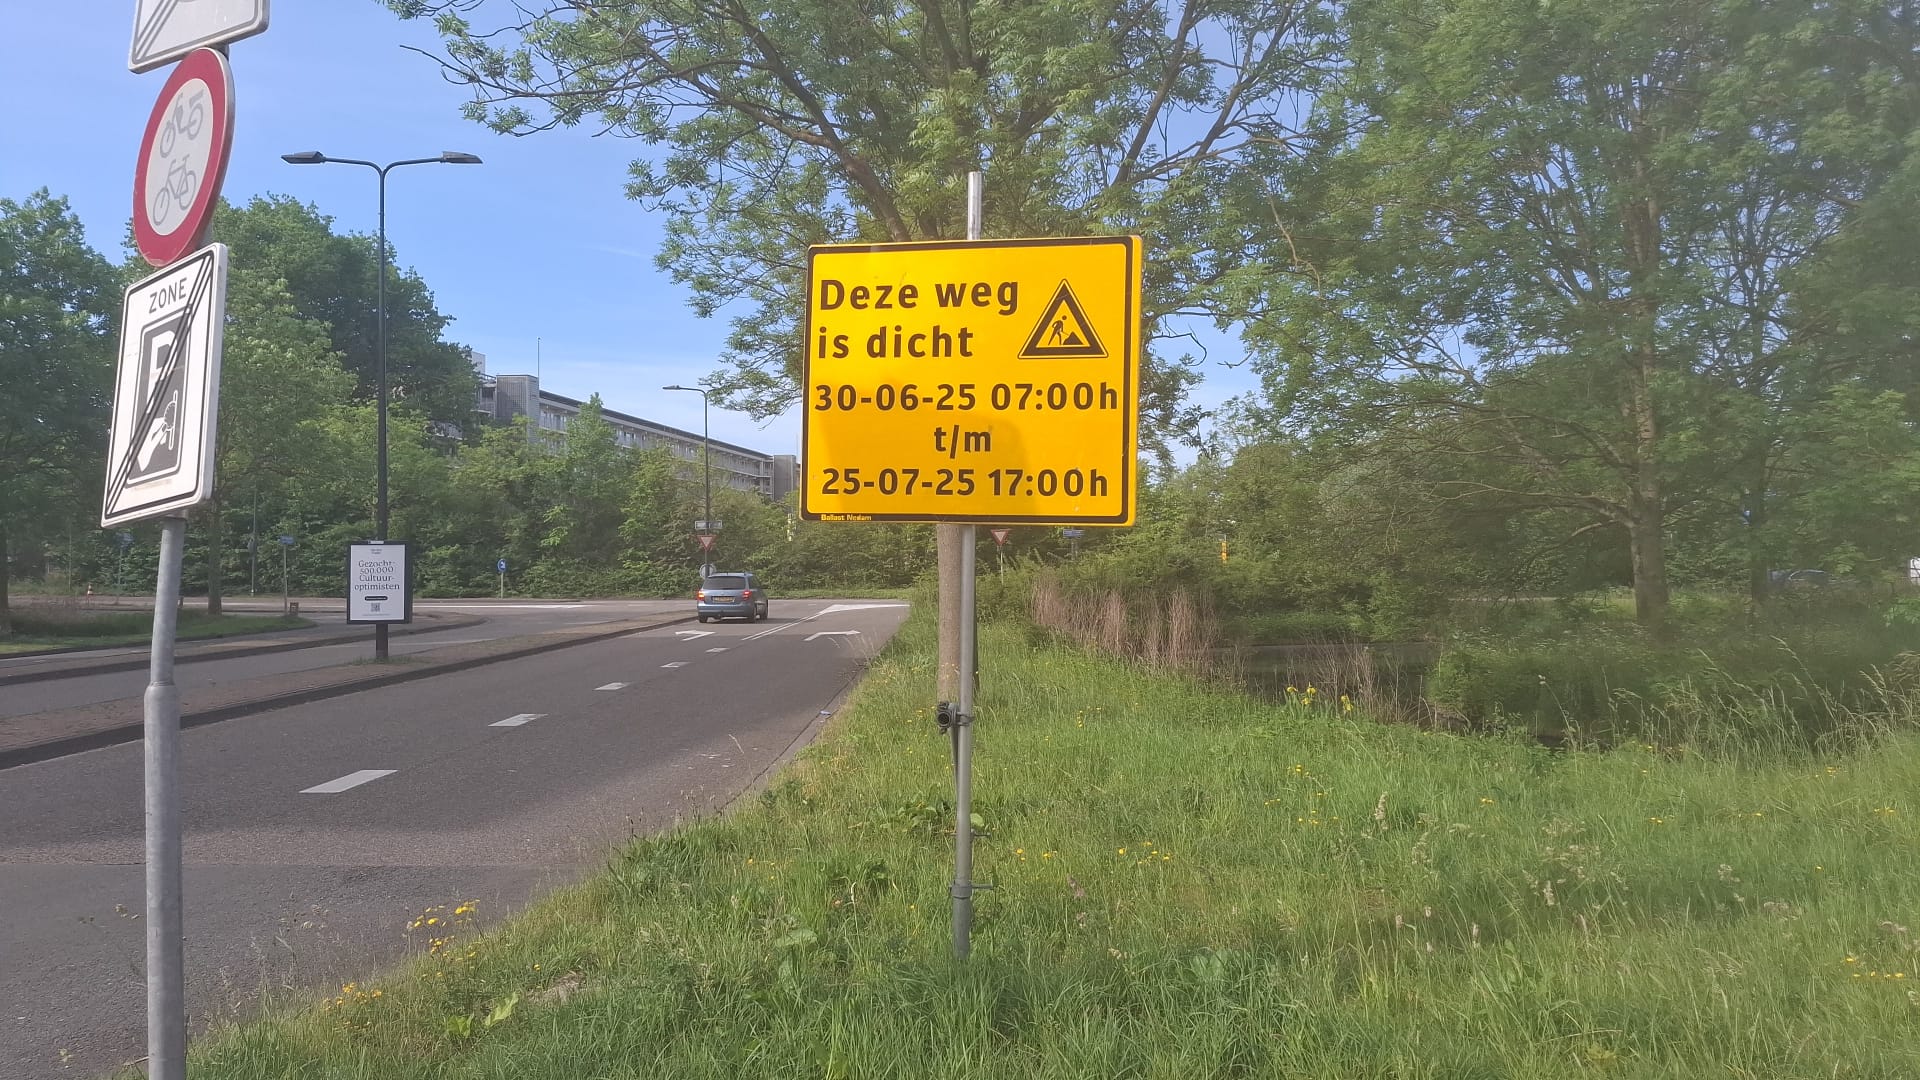 ZONE
P
Deze weg
is dicht
30-06-25 07:00h
t/m
25-07-25 17:00h
Ballast Nedam
Gezocht:
500.000
Cultuur-
optimisten